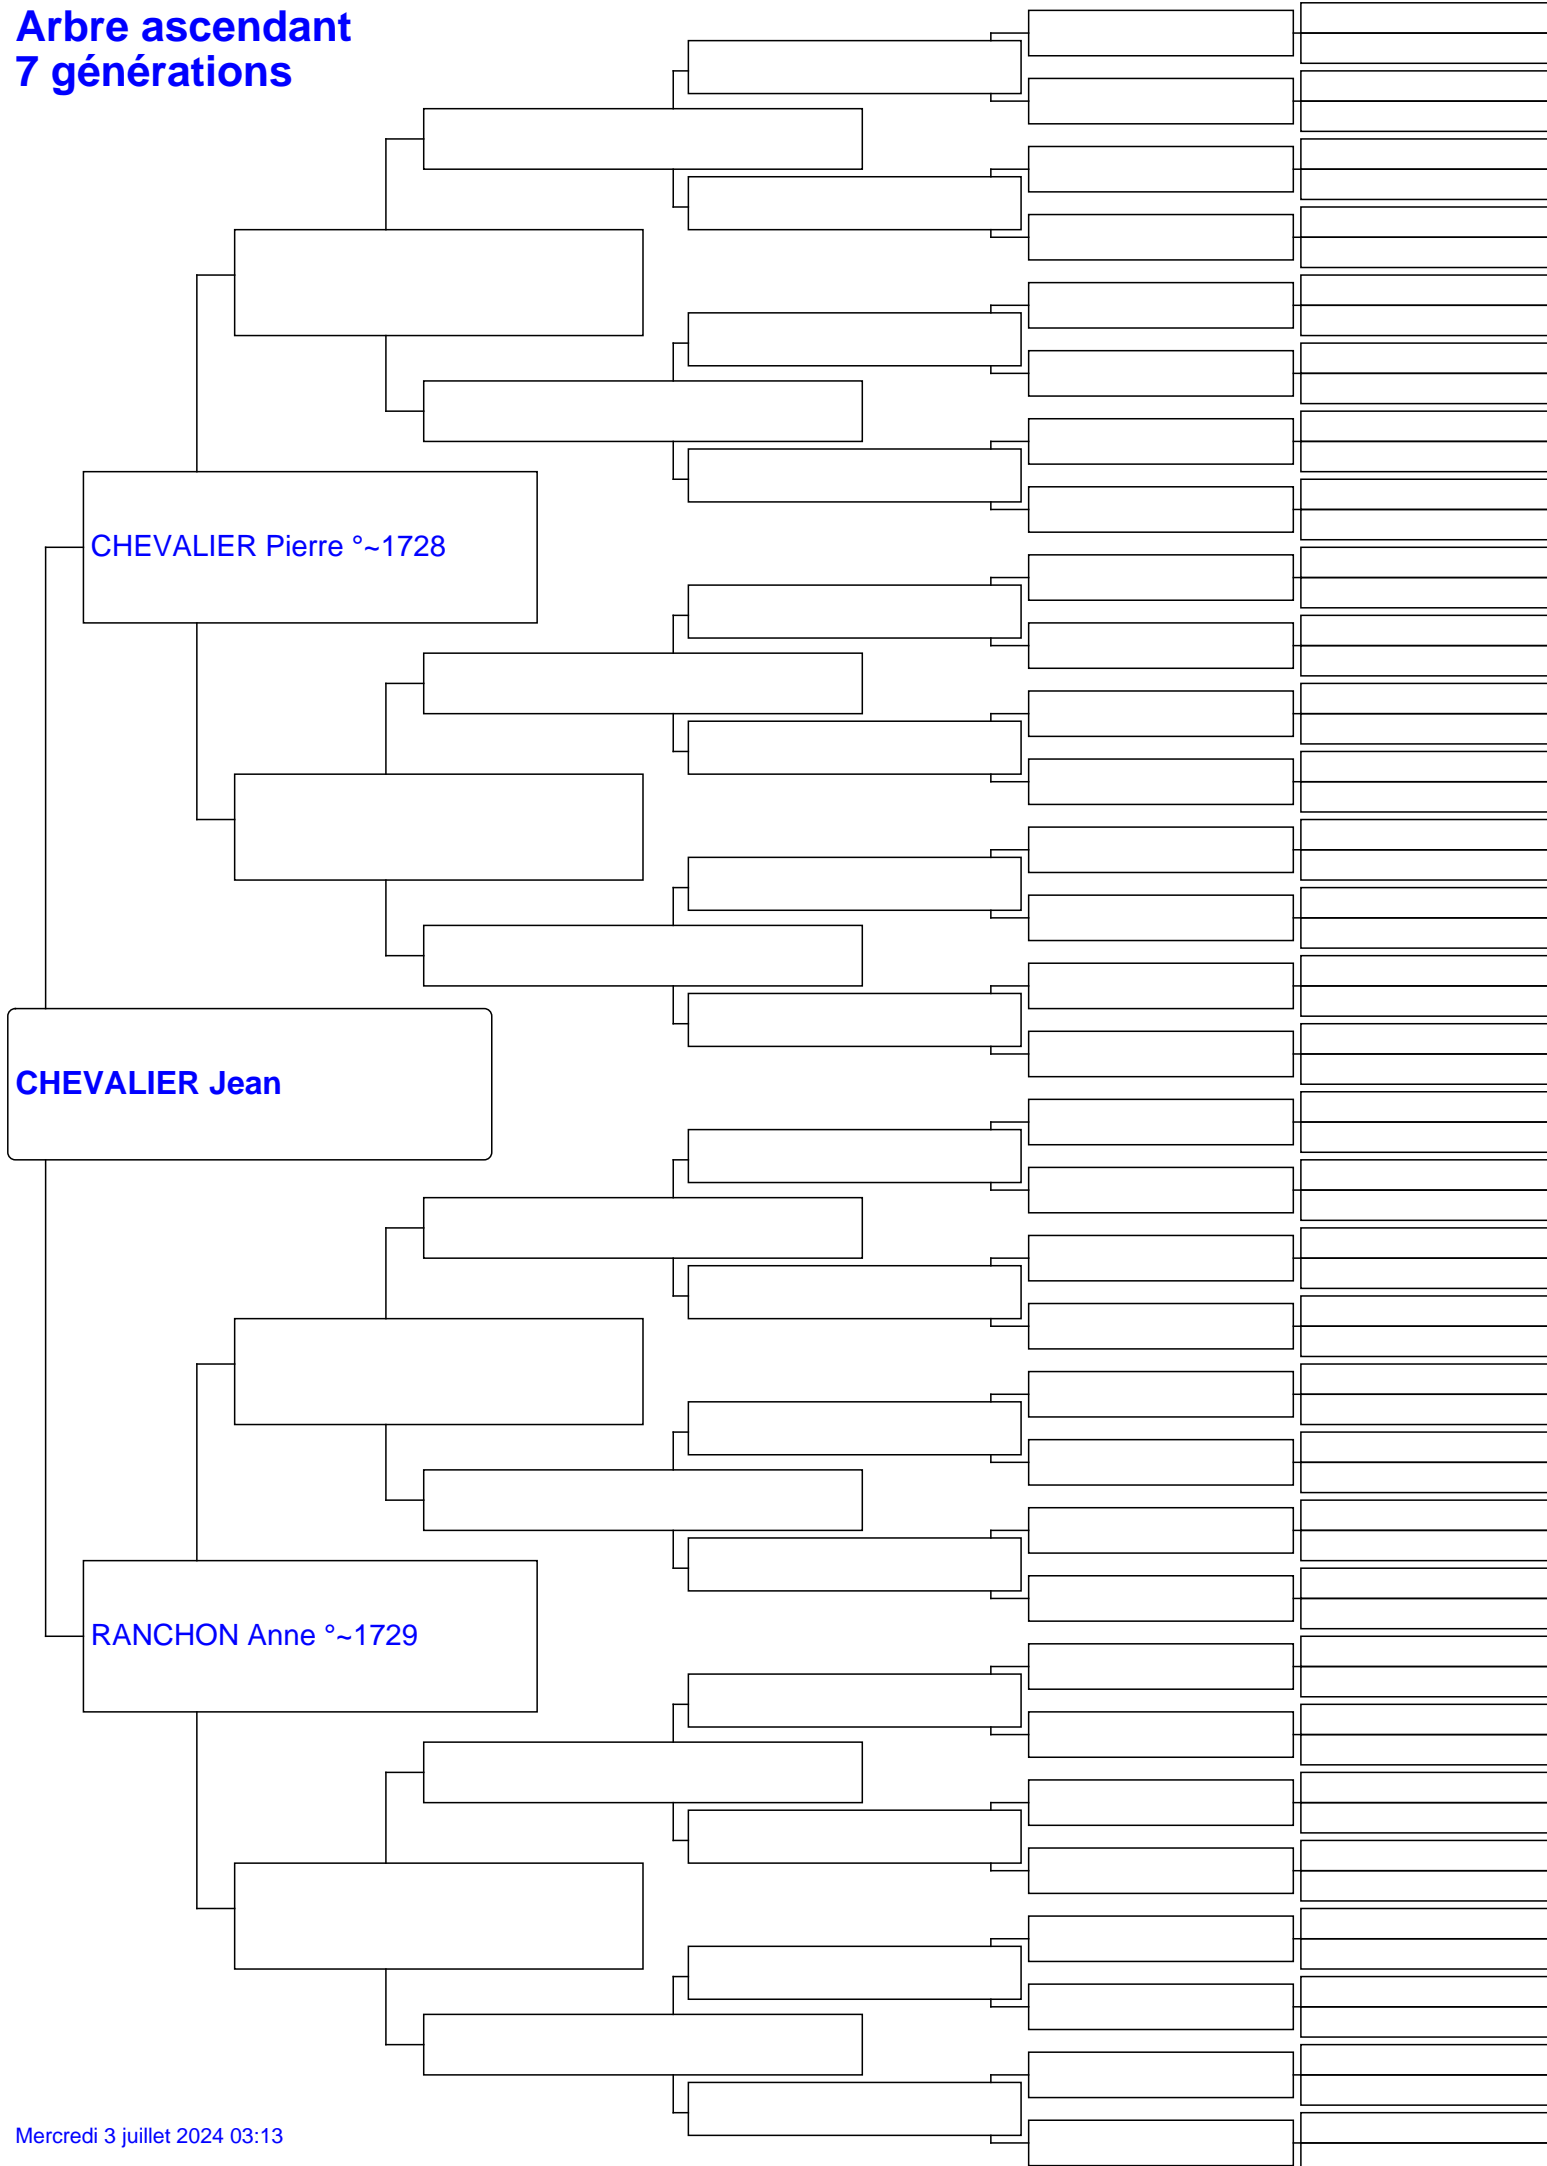 Arbre ascendant
7 générations
CHEVALIER Pierre °~1728
CHEVALIER Jean
RANCHON Anne °~1729
Mercredi 3 juillet 2024 03:13